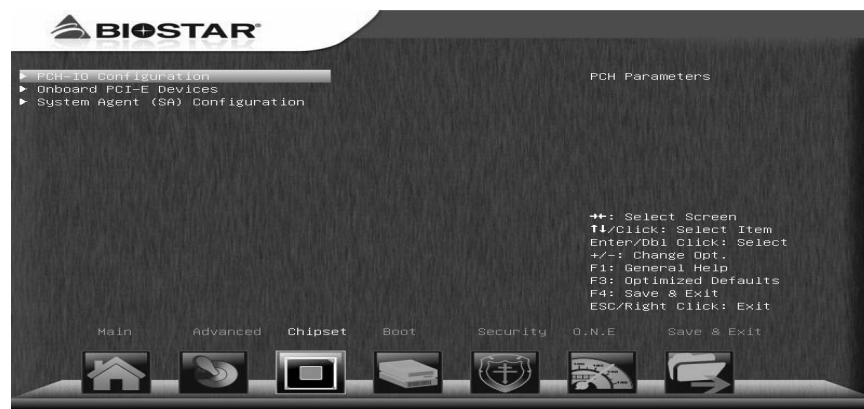 BIOSTAR
► PCH-IO Configuration
► Onboard PCI-E Devices
► System Agent (SA) Configuration
PCH Parameters
→←: Select Screen
↑↓/Click: Select Item
Enter/Dbl Click: Select
+/-: Change Opt.
F1: General Help
F3: Optimized Defaults
F4: Save & Exit
ESC/Right Click: Exit
Main Advanced Chipset Boot Security O.N.E Save & Exit